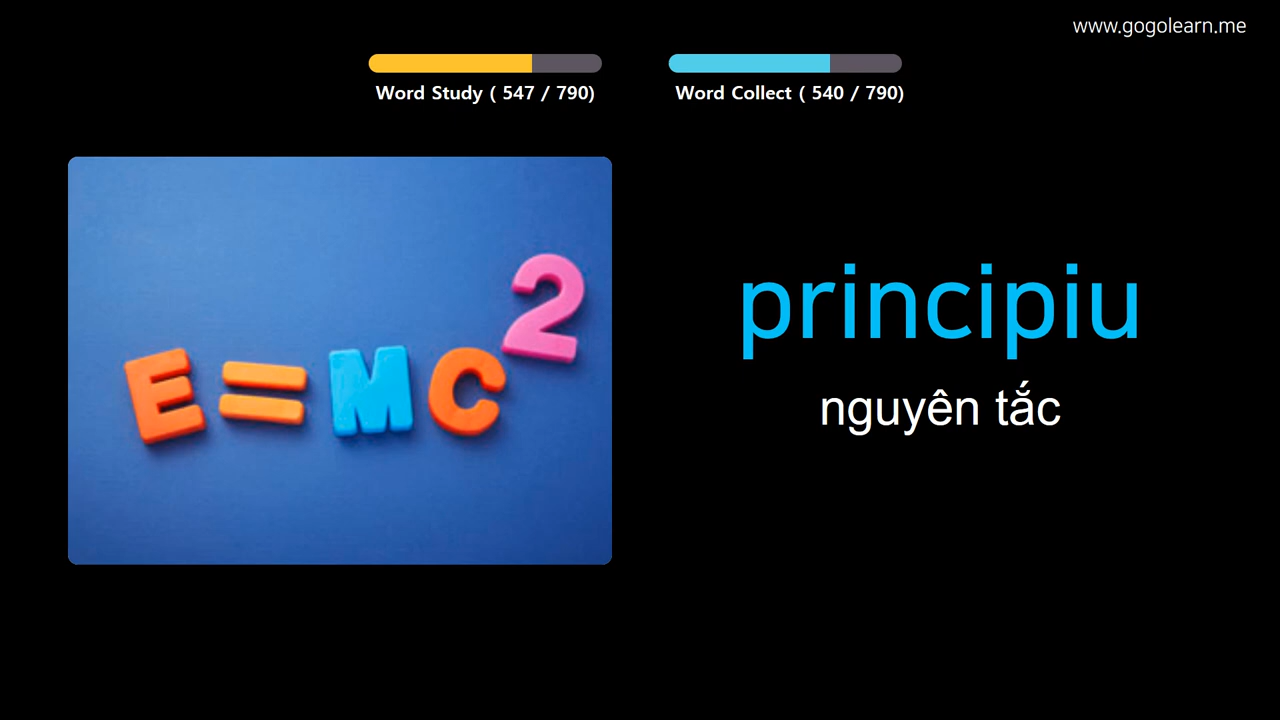 www.gogolearn.me
Word Study ( 547 / 790)
Word Collect ( 540 / 790)
E=MC2
principiu
nguyên tắc